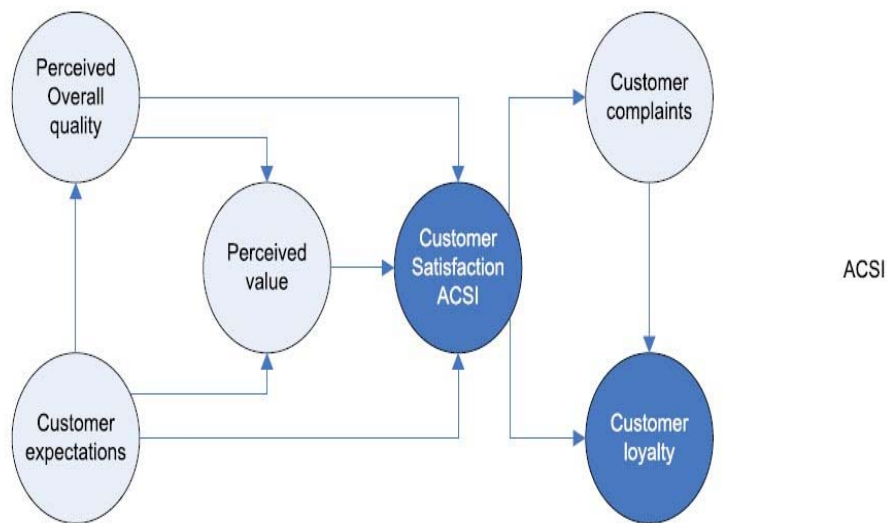 Perceived
Overall
quality
Customer
complaints
Perceived
value
Customer
Satisfaction
ACSI
ACSI
Customer
expectations
Customer
loyalty